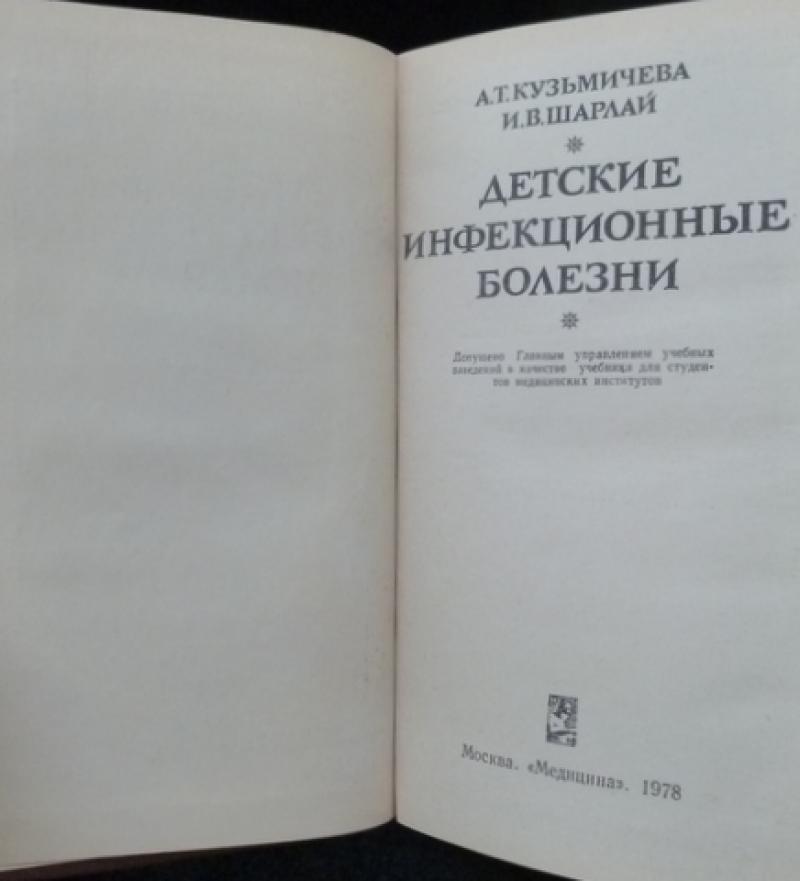 А.Т.КУЗЬМИЧЕВА
И.В.ШАРЛАЙ
ДЕТСКИЕ
ИНФЕКЦИОННЫЕ
БОЛЕЗНИ
Допущено Главным управлением учебных
заведений в качестве учебника для студен-
тов медицинских институтов
Москва. «Медицина». 1978